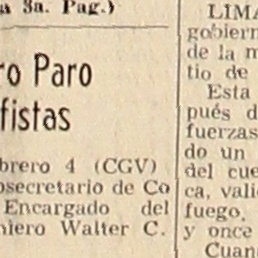 a 3a. Pag.)
ro Paro
fistas
brero 4 (CGV)
bsecretario de Co
Encargado del
niero Walter C.
LIMA
gobiern
de la m
tio de
Esta
pués d
fuerzas
do un
del cue
ca, vali
fuego,
y once
Cuan